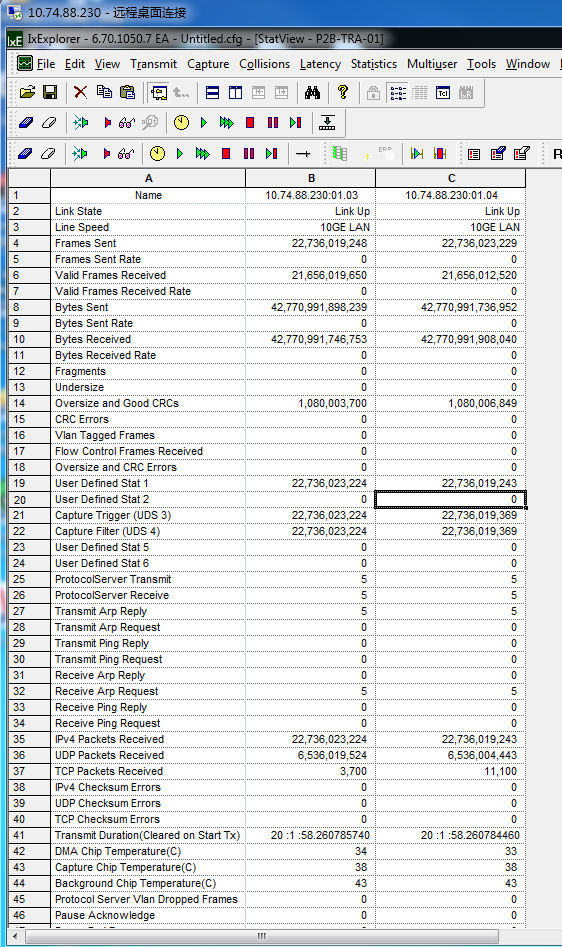 10.74.88.230 - 远程桌面连接
IxE IxExplorer - 6.70.1050.7 EA - Untitled.cfg - [StatView - P2B-TRA-01]
File Edit View Transmit Capture Collisions Latency Statistics Multiuser Tools Window
Tcl
A B C
1 Name 10.74.88.230:01.03 10.74.88.230:01.04
2 Link State Link Up Link Up
3 Line Speed 10GE LAN 10GE LAN
4 Frames Sent 22,736,019,248 22,736,023,229
5 Frames Sent Rate 0 0
6 Valid Frames Received 21,656,019,650 21,656,012,520
7 Valid Frames Received Rate 0 0
8 Bytes Sent 42,770,991,898,239 42,770,991,736,952
9 Bytes Sent Rate 0 0
10 Bytes Received 42,770,991,746,753 42,770,991,908,040
11 Bytes Received Rate 0 0
12 Fragments 0 0
13 Undersize 0 0
14 Oversize and Good CRCs 1,080,003,700 1,080,006,849
15 CRC Errors 0 0
16 Vlan Tagged Frames 0 0
17 Flow Control Frames Received 0 0
18 Oversize and CRC Errors 0 0
19 User Defined Stat 1 22,736,023,224 22,736,019,243
20 User Defined Stat 2 0 0
21 Capture Trigger (UDS 3) 22,736,023,224 22,736,019,369
22 Capture Filter (UDS 4) 22,736,023,224 22,736,019,369
23 User Defined Stat 5 0 0
24 User Defined Stat 6 0 0
25 ProtocolServer Transmit 5 5
26 ProtocolServer Receive 5 5
27 Transmit Arp Reply 5 5
28 Transmit Arp Request 0 0
29 Transmit Ping Reply 0 0
30 Transmit Ping Request 0 0
31 Receive Arp Reply 0 0
32 Receive Arp Request 5 5
33 Receive Ping Reply 0 0
34 Receive Ping Request 0 0
35 IPv4 Packets Received 22,736,023,224 22,736,019,243
36 UDP Packets Received 6,536,019,524 6,536,004,443
37 TCP Packets Received 3,700 11,100
38 IPv4 Checksum Errors 0 0
39 UDP Checksum Errors 0 0
40 TCP Checksum Errors 0 0
41 Transmit Duration(Cleared on Start Tx) 20 :1 :58.260785740 20 :1 :58.260784460
42 DMA Chip Temperature(C) 34 33
43 Capture Chip Temperature(C) 38 38
44 Background Chip Temperature(C) 43 43
45 Protocol Server Vlan Dropped Frames 0 0
46 Pause Acknowledge 0 0